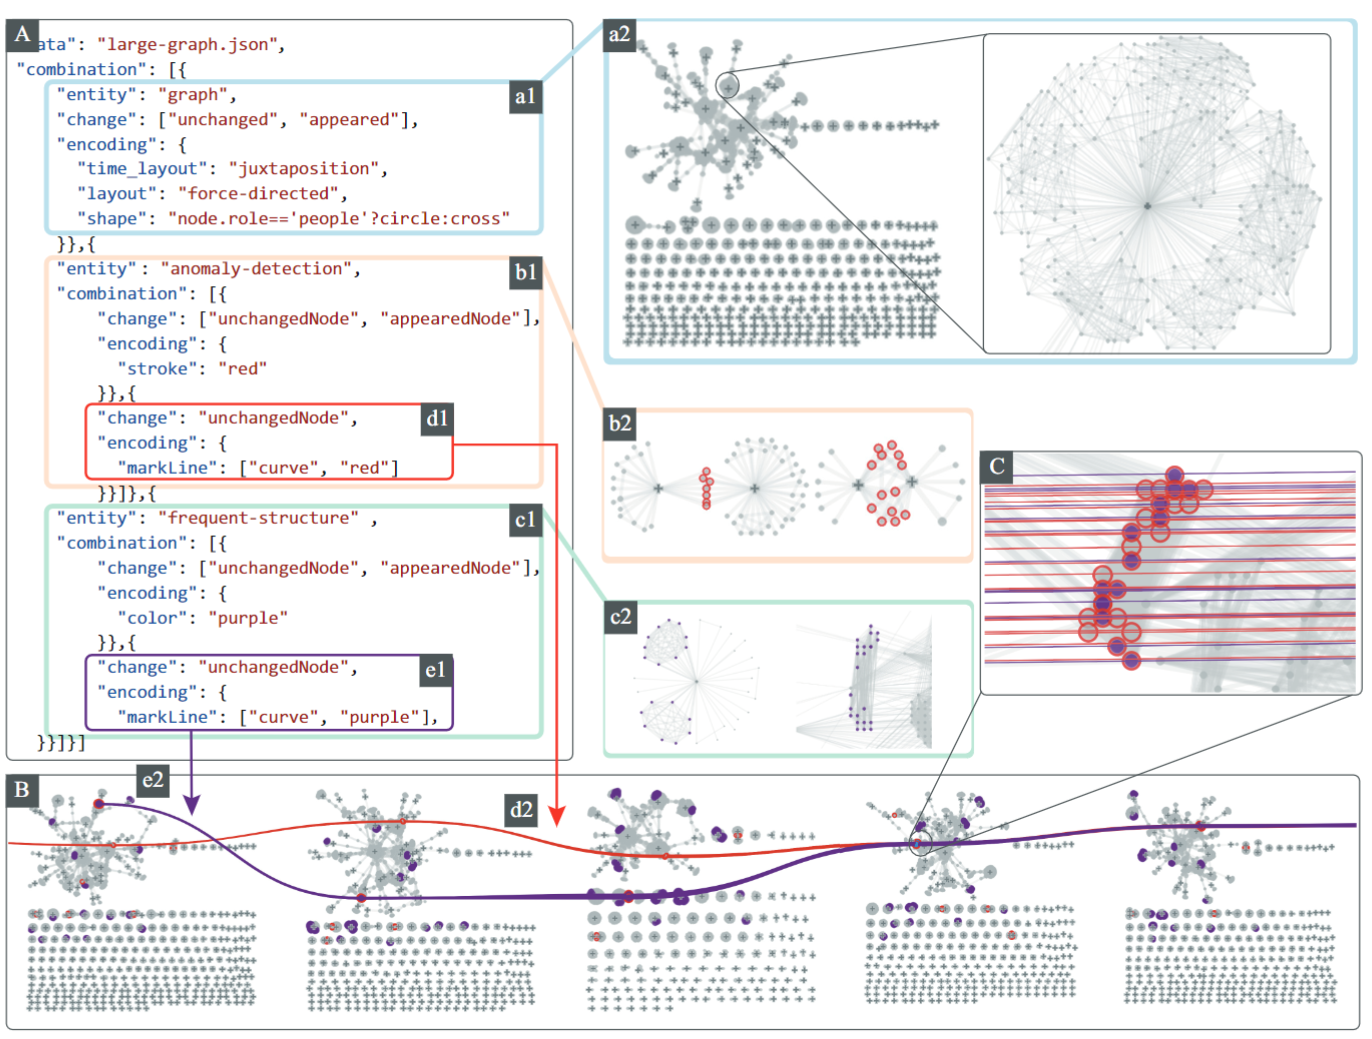 A
ata": "large-graph.json",
"combination": [{
a1
"entity": "graph",
"change": ["unchanged", "appeared"],
"encoding": {
"time_layout": "juxtaposition",
"layout": "force-directed",
"shape": "node.role=='people'?circle:cross"
}},{
b1
"entity": "anomaly-detection",
"combination": [{
"change": ["unchangedNode", "appearedNode"],
"encoding": {
"stroke": "red"
}},{
d1
"change": "unchangedNode",
"encoding": {
"markLine": ["curve", "red"]
}}]},{
c1
"entity": "frequent-structure" ,
"combination": [{
"change": ["unchangedNode", "appearedNode"],
"encoding": {
"color": "purple"
}},{
e1
"change": "unchangedNode",
"encoding": {
"markLine": ["curve", "purple"],
}}]}]
a2
b2
c2
C
B
e2
d2